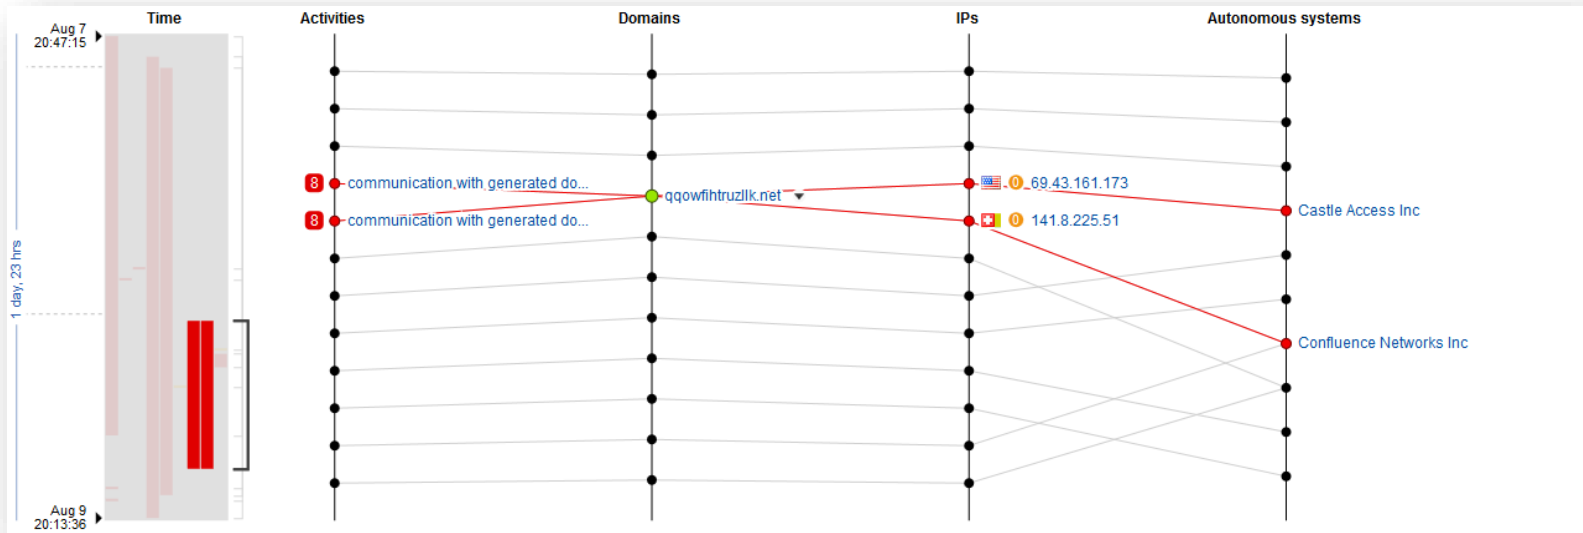 Time
Activities
Domains
IPs
Autonomous systems
Aug 7
20:47:15
8 communication with generated do...
qqowfihtruzllk.net
0 69.43.161.173
Castle Access Inc
8 communication with generated do...
0 141.8.225.51
1 day, 23 hrs
Confluence Networks Inc
Aug 9
20:13:36